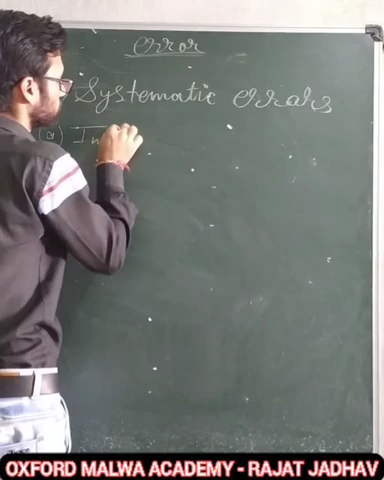 error
Systematic errors
(a) In
OXFORD MALWA ACADEMY - RAJAT JADHAV